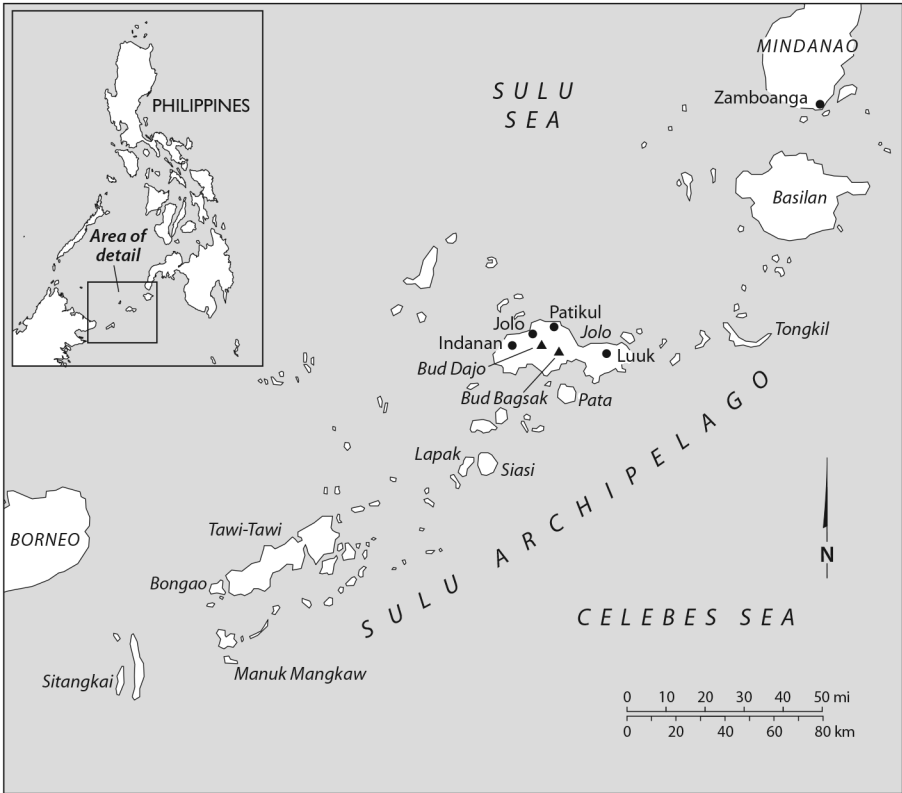 PHILIPPINES
Area of
detail
MINDANAO
Zamboanga
SULU
SEA
Basilan
Tongkil
Patikul
Jolo
Jolo
Indanan
Luuk
Bud Dajo
Bud Bagsak
Pata
Lapak
Siasi
SULU ARCHIPELAGO
Tawi-Tawi
BORNEO
Bongao
N
CELEBES SEA
Manuk Mangkaw
Sitangkai
0 10 20 30 40 50 mi
0 20 40 60 80 km